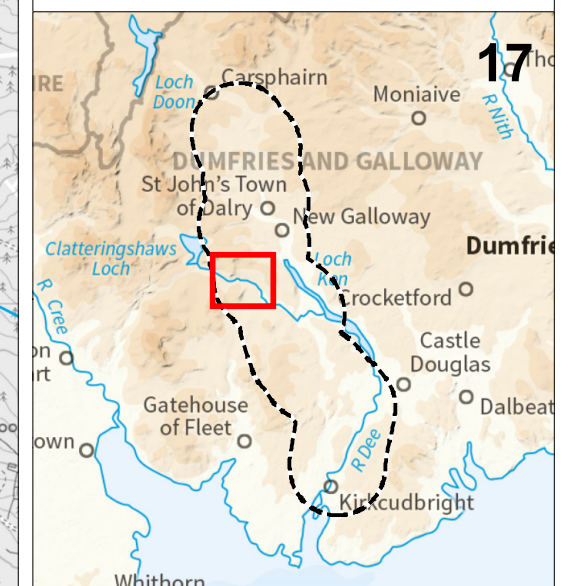 17
Tho
IRE
Carsphairn
Loch
Doon
Moniaive
R Nith
DUMFRIES AND GALLOWAY
St John's Town
of Dalry
New Galloway
Clatteringshaws
Loch
Loch
Ken
Dumfrie
Crocketford
R Cree
on
art
Castle
Douglas
Gatehouse
of Fleet
Dalbeat
own
R Dee
Kirkcudbright
Whithorn